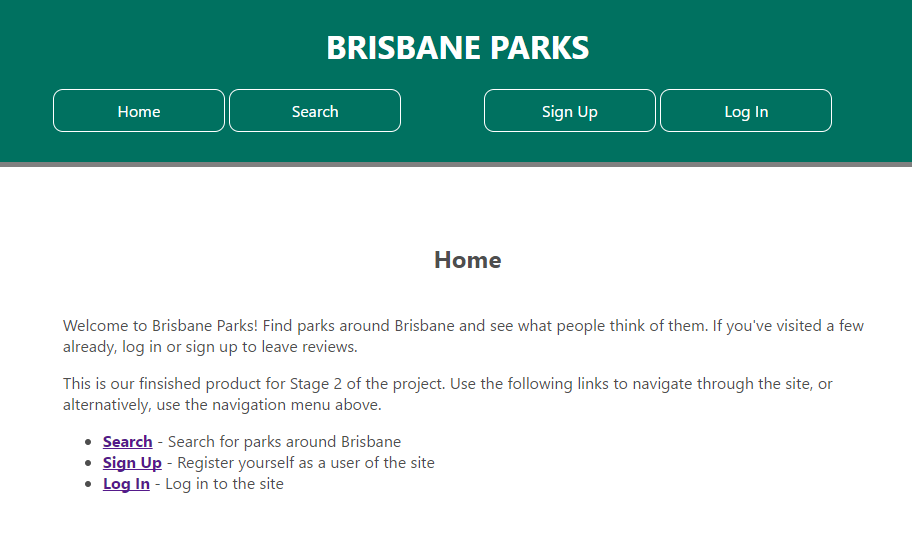 BRISBANE PARKS
Home Search Sign Up Log In
Home
Welcome to Brisbane Parks! Find parks around Brisbane and see what people think of them. If you've visited a few
already, log in or sign up to leave reviews.
This is our finsished product for Stage 2 of the project. Use the following links to navigate through the site, or
alternatively, use the navigation menu above.
• Search - Search for parks around Brisbane
• Sign Up - Register yourself as a user of the site
• Log In - Log in to the site